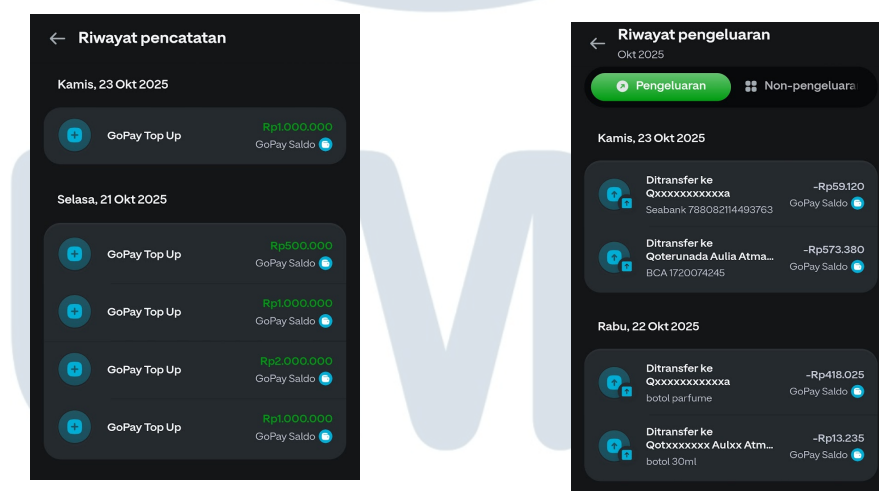 Riwayat pencatatan
Kamis, 23 Okt 2025
GoPay Top Up
Rp1.000.000
GoPay Saldo
Selasa, 21 Okt 2025
GoPay Top Up
Rp500.000
GoPay Saldo
GoPay Top Up
Rp1.000.000
GoPay Saldo
GoPay Top Up
Rp2.000.000
GoPay Saldo
GoPay Top Up
Rp1.000.000
GoPay Saldo
Riwayat pengeluaran
Okt 2025
Pengeluaran
Non-pengeluara
Kamis, 23 Okt 2025
Ditransfer ke
Qxxxxxxxxxxxa
Seabank 788082114493763
-Rp59.120
GoPay Saldo
Ditransfer ke
Qoterunada Aulia Atma...
BCA 1720074245
-Rp573.380
GoPay Saldo
Rabu, 22 Okt 2025
Ditransfer ke
Qxxxxxxxxxxxa
botol parfume
-Rp418.025
GoPay Saldo
Ditransfer ke
Qotxxxxxxx Aulxx Atm...
botol 30ml
-Rp13.235
GoPay Saldo